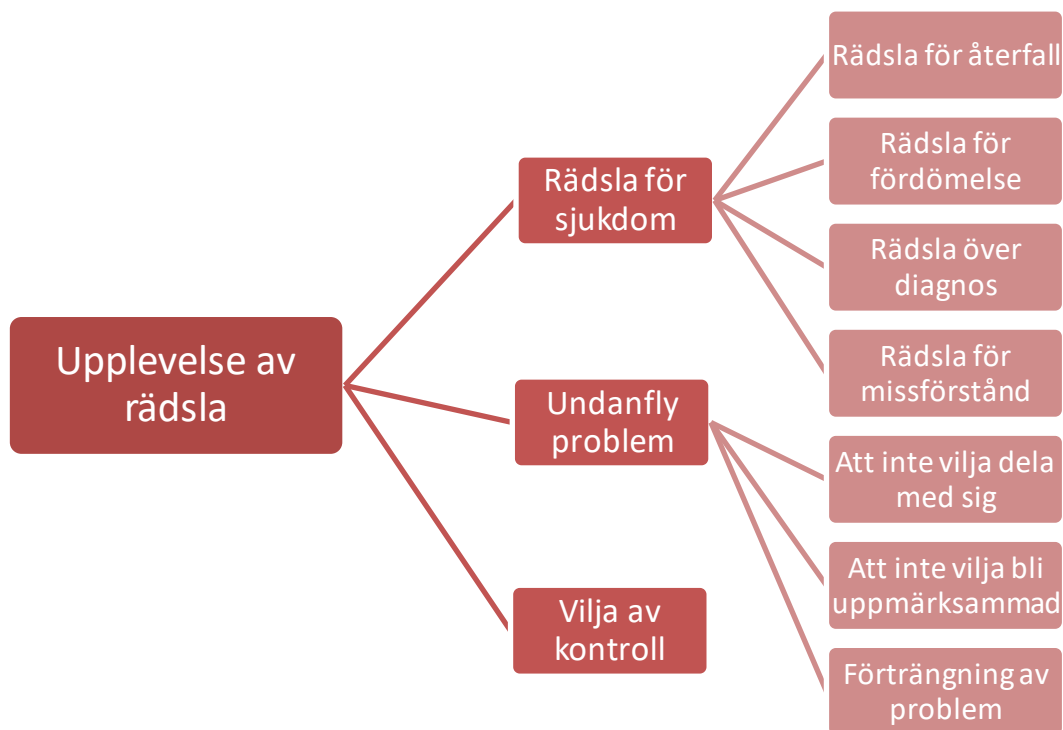 Upplevelse av
rädsla
Rädsla för
sjukdom
Rädsla för återfall
Rädsla för
fördömelse
Rädsla över
diagnos
Rädsla för
missförstånd
Undanfly
problem
Att inte vilja dela
med sig
Att inte vilja bli
uppmärksammad
Förträngning av
problem
Vilja av
kontroll